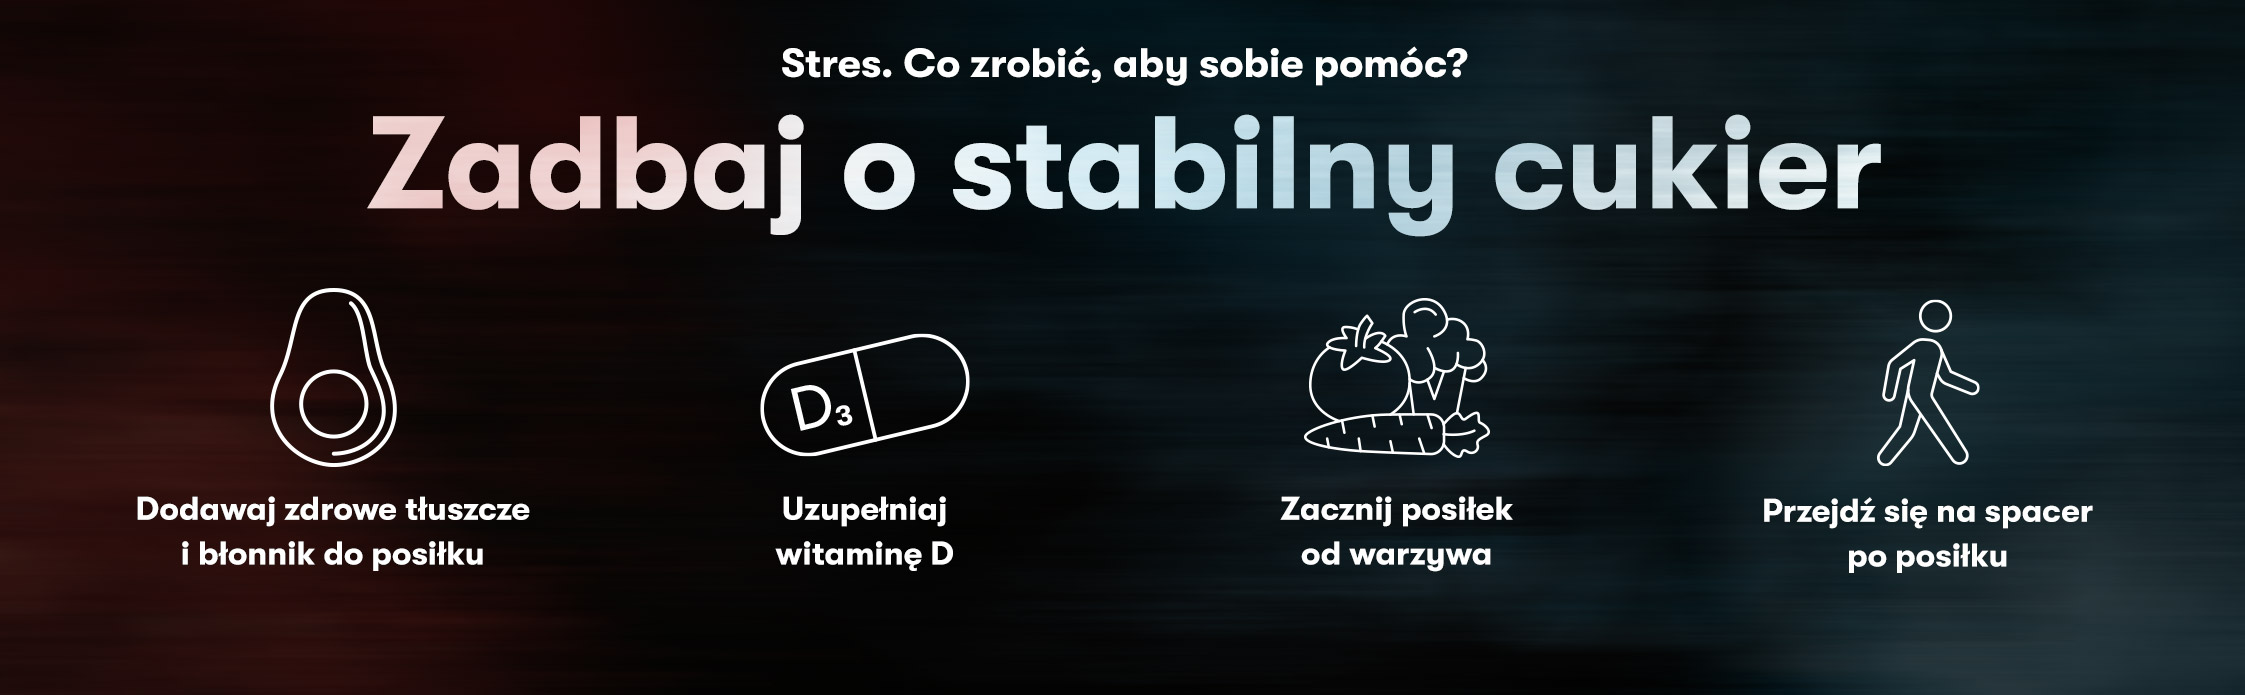 Stres. Co zrobić, aby sobie pomóc?
Zadbaj o stabilny cukier
D₃
Dodawaj zdrowe tłuszcze
i błonnik do posiłku
Uzupełniaj
witaminę D
Zacznij posiłek
od warzywa
Przejdź się na spacer
po posiłku